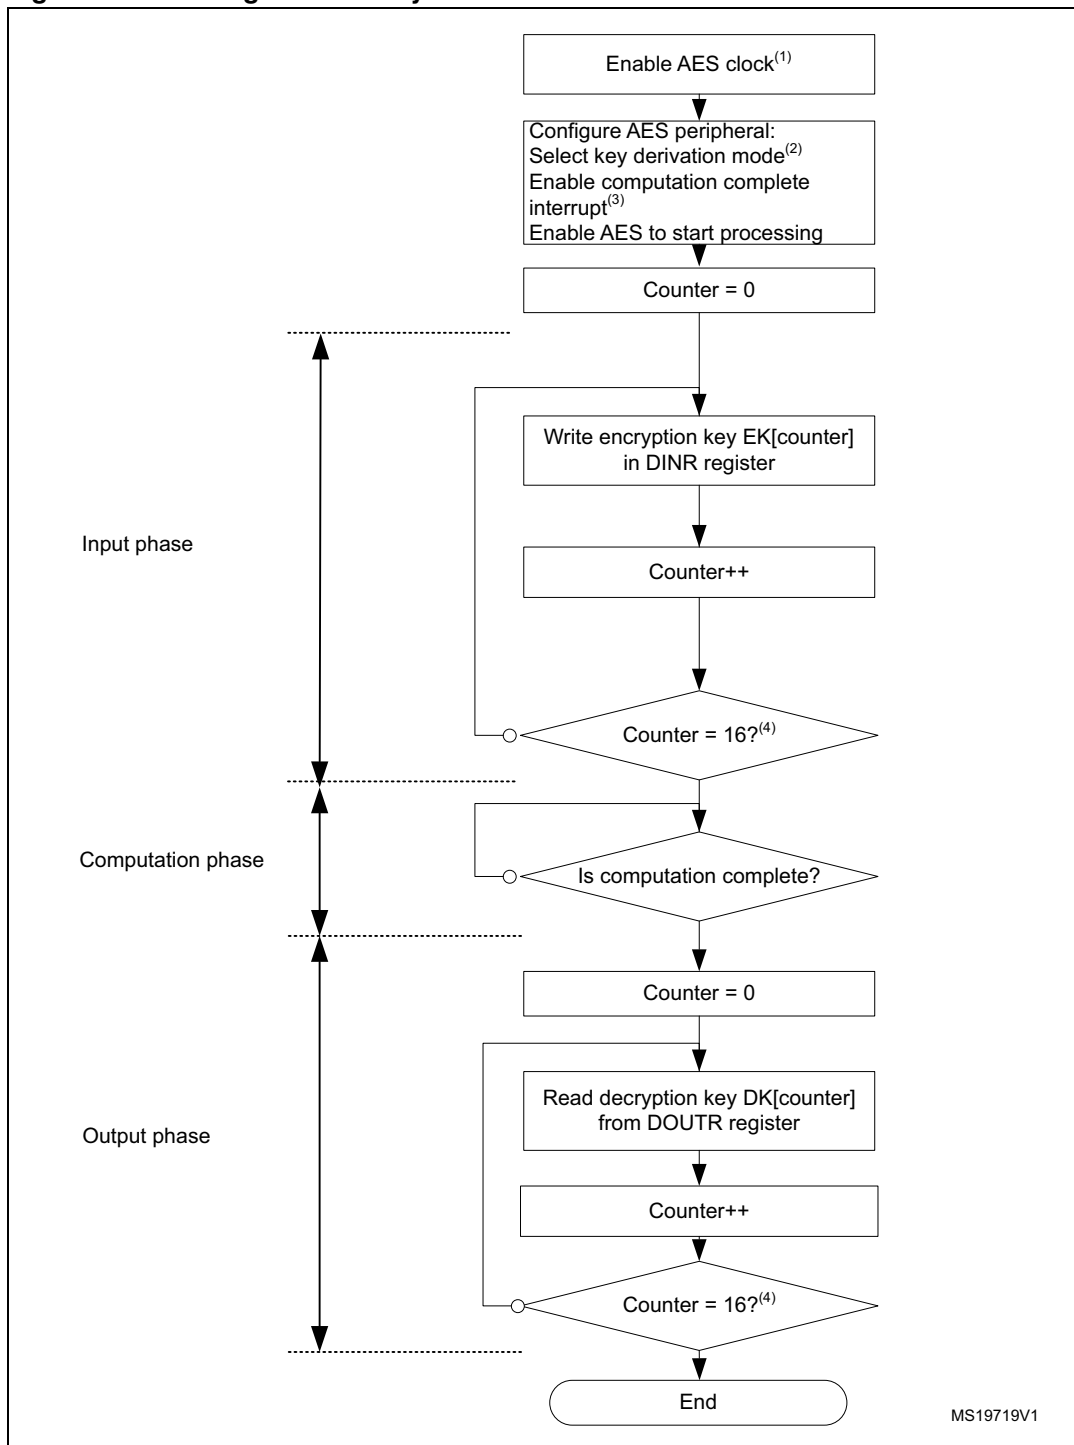 Enable AES clock(1)
Configure AES peripheral:
Select key derivation mode(2)
Enable computation complete
interrupt(3)
Enable AES to start processing
Counter = 0
Write encryption key EK[counter]
in DINR register
Input phase
Counter++
Counter = 16?(4)
Computation phase
Is computation complete?
Counter = 0
Read decryption key DK[counter]
from DOUTR register
Output phase
Counter++
Counter = 16?(4)
End
MS19719V1